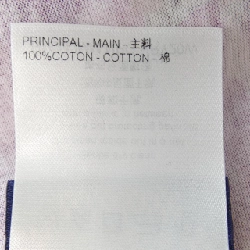 PRINCIPAL - MAIN - 主料
100%COTON - COTTON - 棉